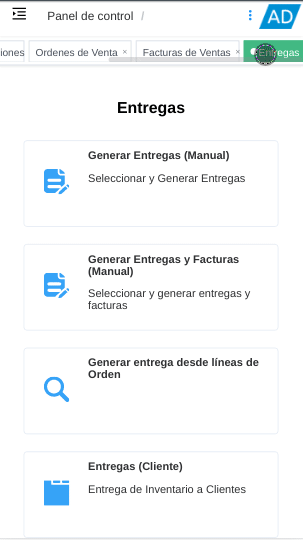 Panel de control /
AD
iones
Ordenes de Venta ×
Facturas de Ventas ×
Entregas
Entregas
Generar Entregas (Manual)
Seleccionar y Generar Entregas
Generar Entregas y Facturas
(Manual)
Seleccionar y generar entregas y
facturas
Generar entrega desde líneas de
Orden
Entregas (Cliente)
Entrega de Inventario a Clientes